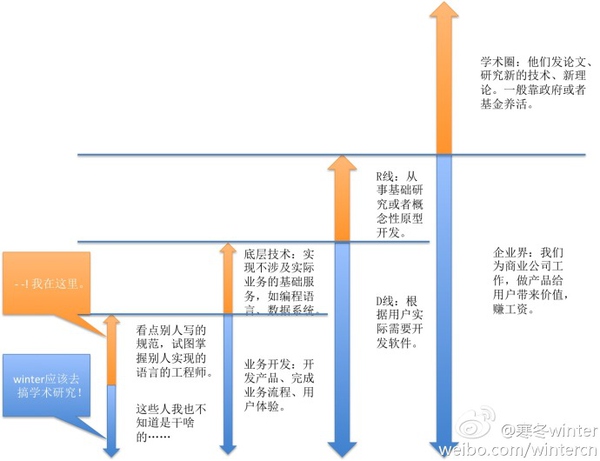 学术圈：他们发论文、
研究新的技术、新理
论。一般靠政府或者
基金养活。
R线：从
事基础研
究或者概
念性原型
开发。
企业界：我们
为商业公司工
作，做产品给
用户带来价值，
赚工资。
底层技术：实
现不涉及实际
业务的基础服
务，如编程语
言、数据系统。
D线：根
据用户实
际需要开
发软件。
- -! 我在这里。
看点别人写的
规范，试图掌
握别人实现的
语言的工程师。
业务开发：开
发产品、完成
业务流程、用
户体验。
winter应该去
搞学术研究！
这些人我也不
知道是干啥
的……
@寒冬winter
weibo.com/wintercn